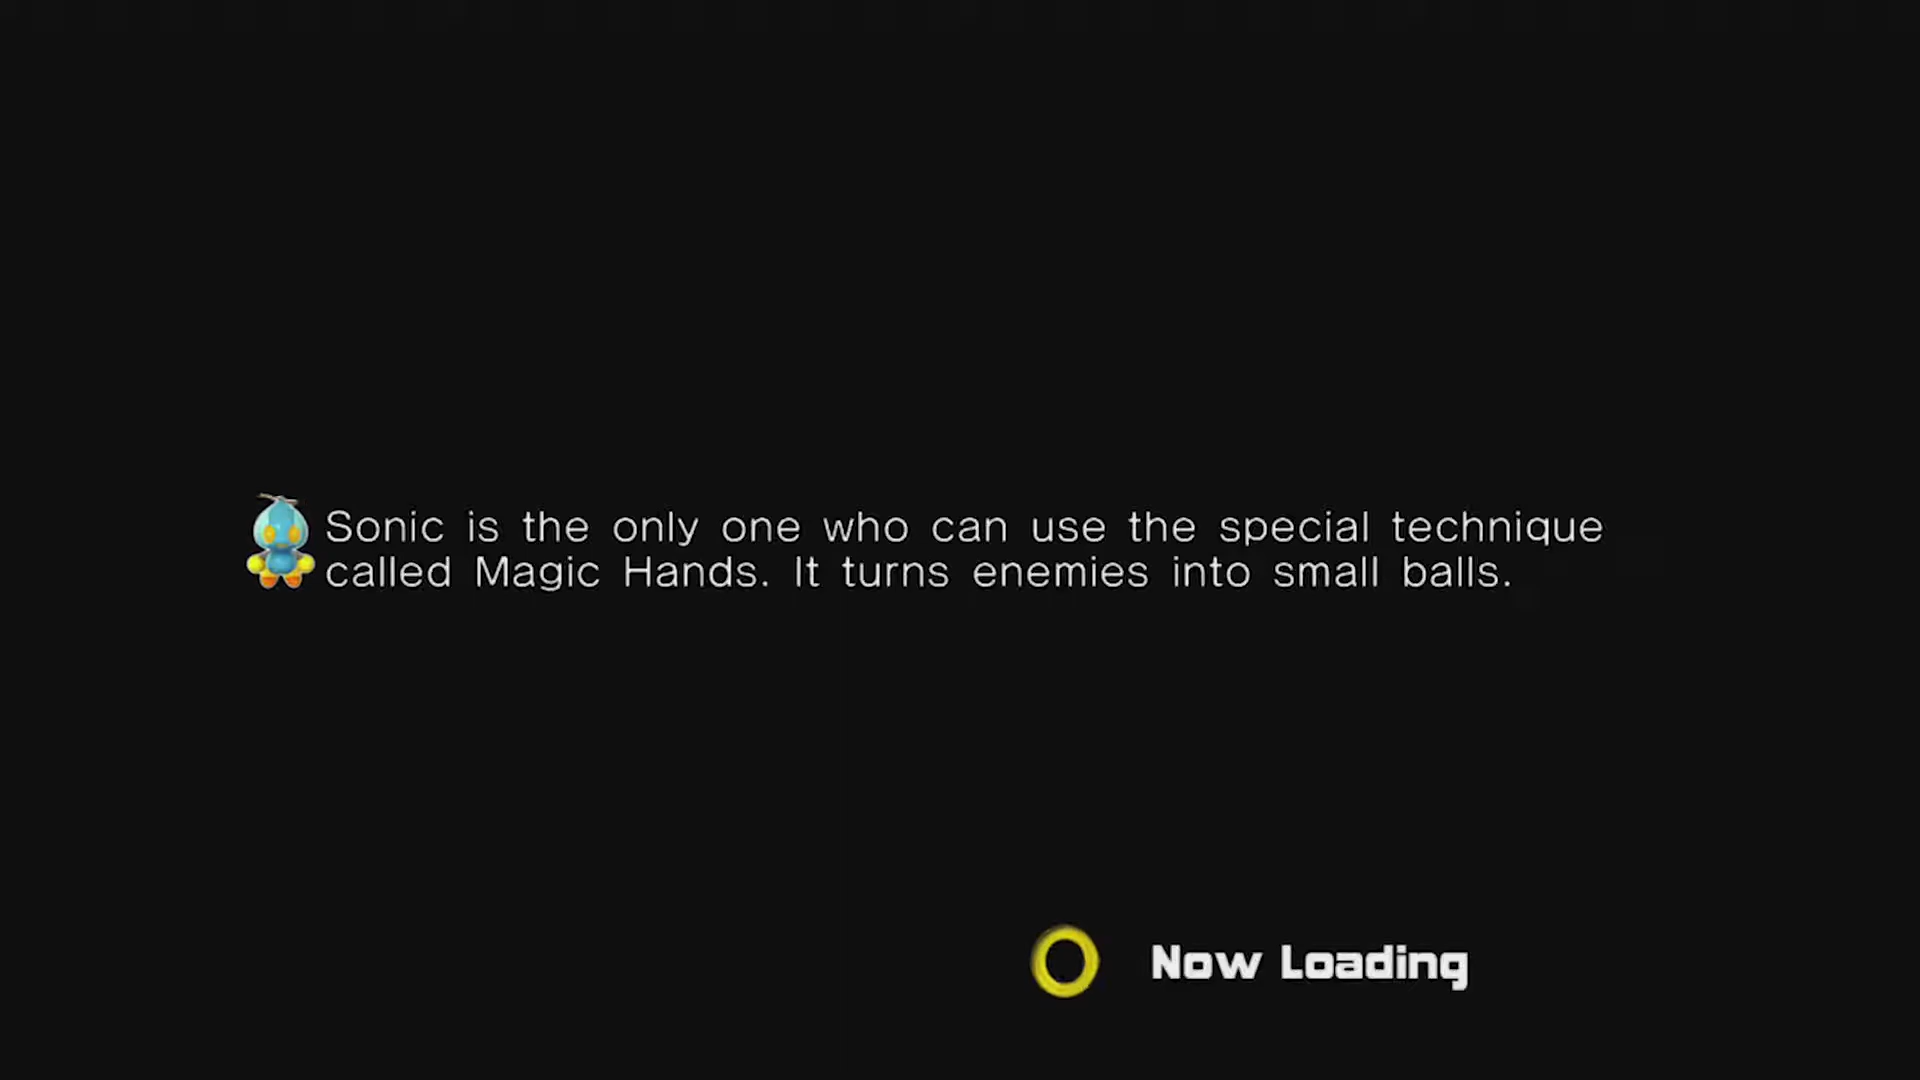 Sonic is the only one who can use the special technique
called Magic Hands. It turns enemies into small balls.
Now Loading